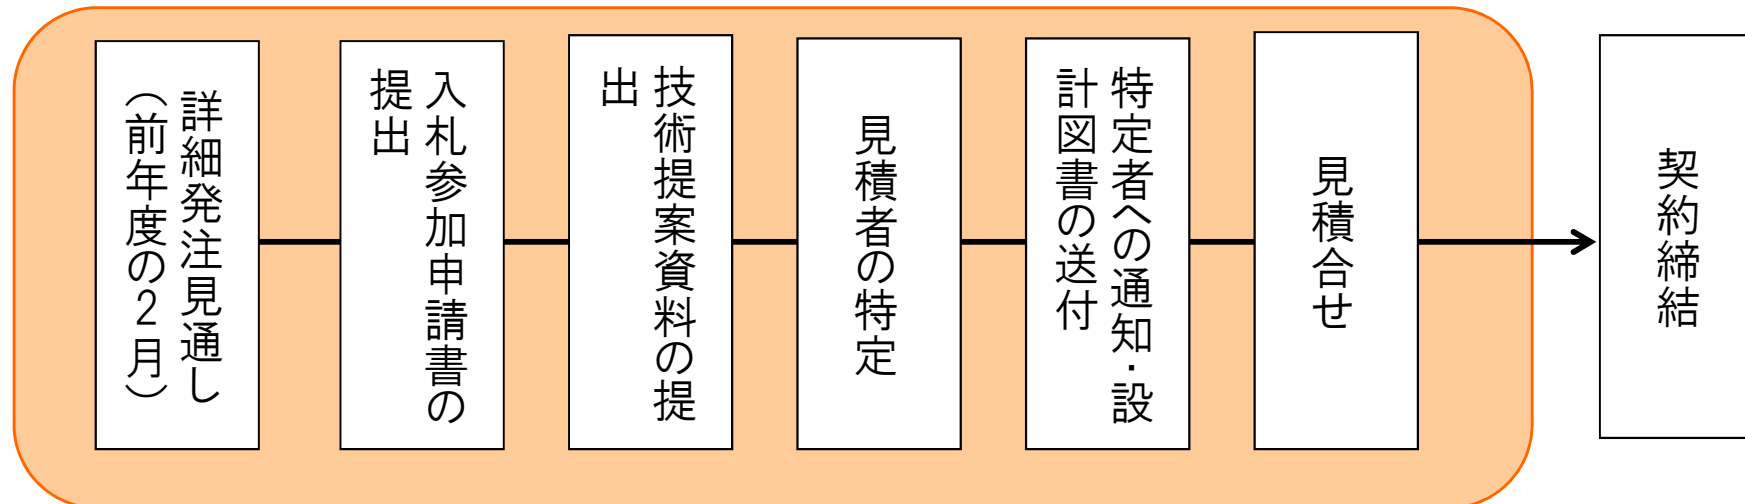 詳細発注見通し
（前年度の２月）
入札参加申請書の
提出
技術提案資料の提
出
見積者の特定
特定者への通知・設
計図書の送付
見積合せ
契約締結